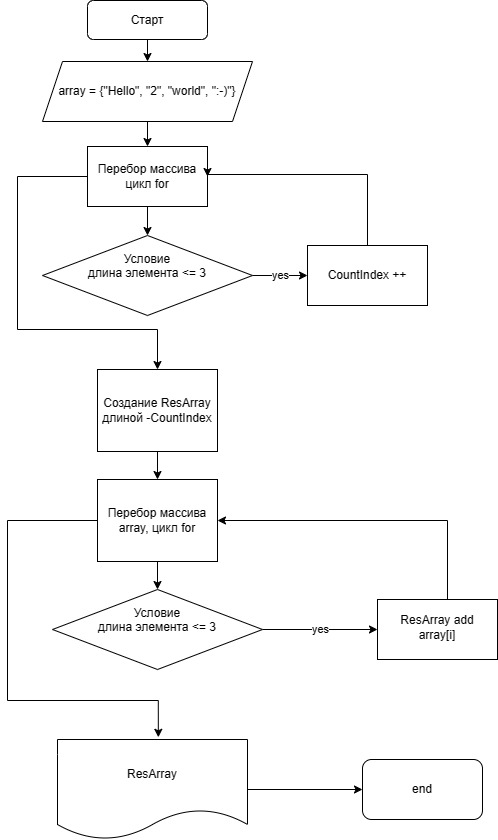 Старт
array = {"Hello", "2", "world", ":-)"}
Перебор массива
цикл for
Условие
длина элемента <= 3
yes
CountIndex ++
Создание ResArray
длиной -CountIndex
Перебор массива
array, цикл for
Условие
длина элемента <= 3
yes
ResArray add
array[i]
ResArray
end